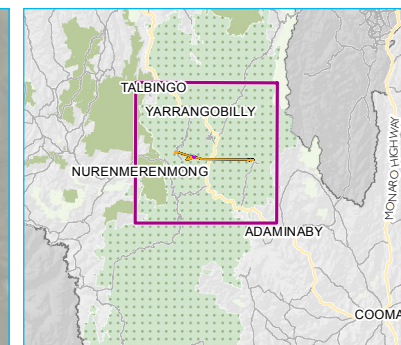 TALBINGO
YARRANGOBILLY
NURENMERENMONG
ADAMINABY
MONARO HIGHWAY
COOMA